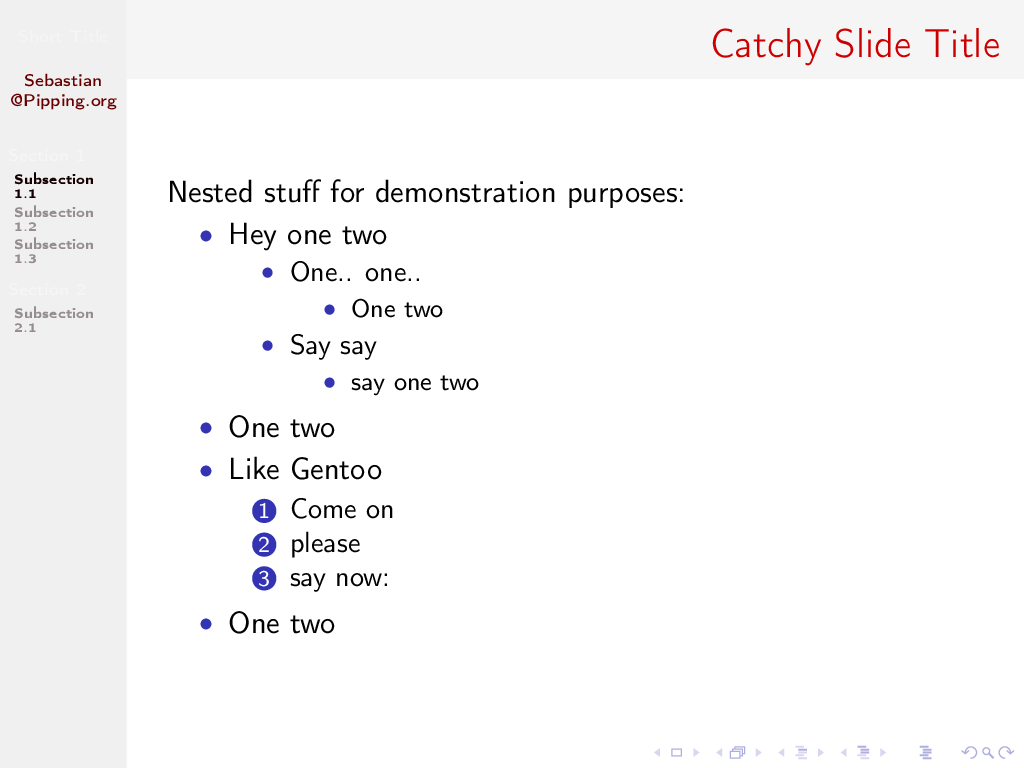 Short Title
Sebastian
@Pipping.org
Section 1
Subsection
1.1
Subsection
1.2
Subsection
1.3
Section 2
Subsection
2.1
Catchy Slide Title
Nested stuff for demonstration purposes:
• Hey one two
• One.. one..
• One two
• Say say
• say one two
• One two
• Like Gentoo
1 Come on
2 please
3 say now:
• One two